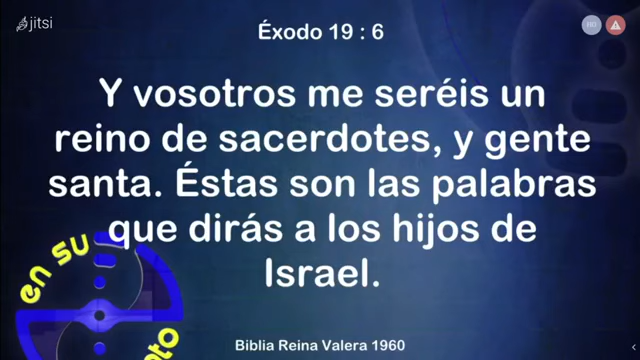 jitsi
Éxodo 19 : 6
Y vosotros me seréis un
reino de sacerdotes, y gente
santa. Éstas son las palabras
que dirás a los hijos de
Israel.
en su
Biblia Reina Valera 1960